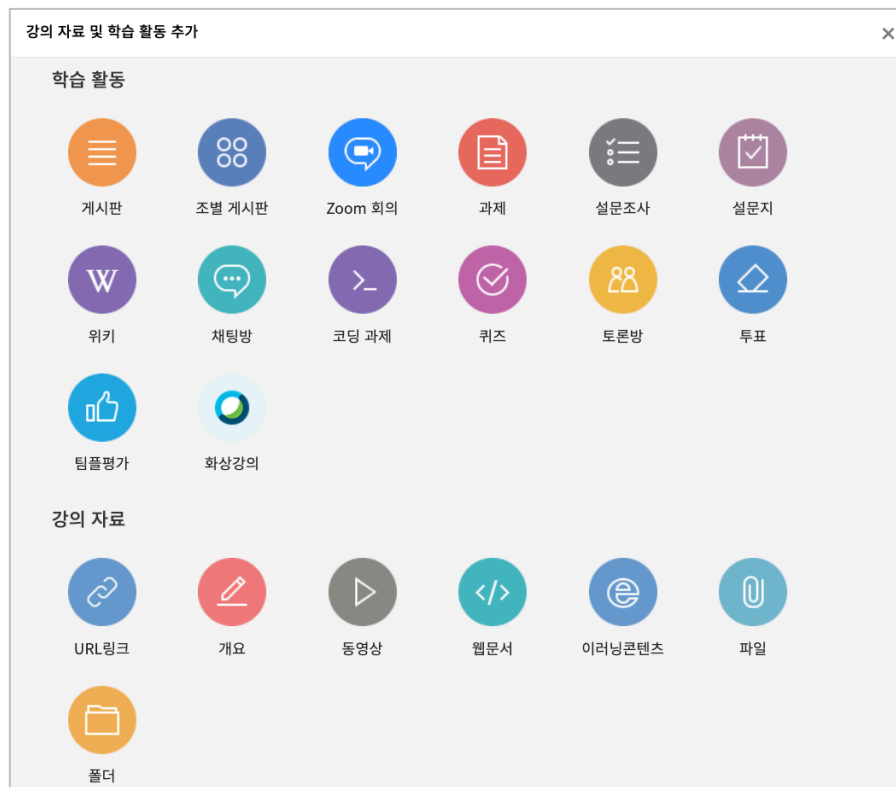 강의 자료 및 학습 활동 추가
학습 활동
게시판 조별 게시판 Zoom 회의 과제 설문조사 설문지
W
위키 채팅방 코딩 과제 퀴즈 토론방 투표
팀플평가 화상강의
강의 자료
URL링크 개요 동영상 웹문서 이러닝콘텐츠 파일
폴더